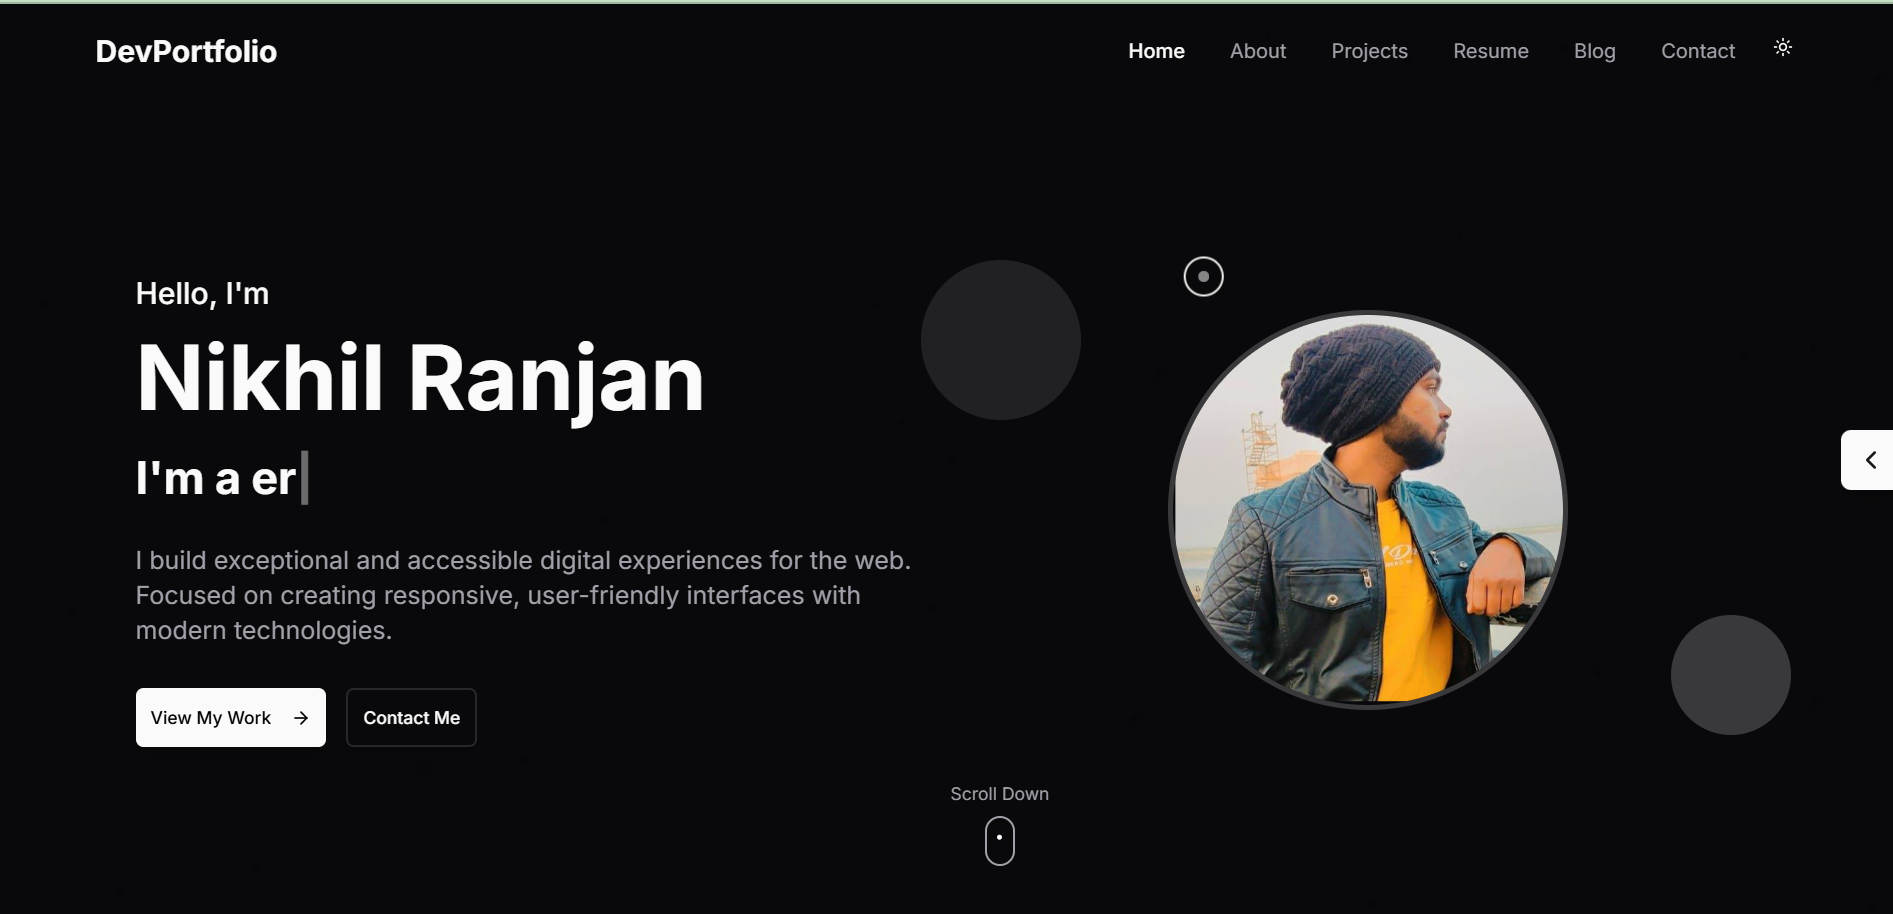 DevPortfolio
Home About Projects Resume Blog Contact
Hello, I'm
Nikhil Ranjan
I'm a er
I build exceptional and accessible digital experiences for the web.
Focused on creating responsive, user-friendly interfaces with
modern technologies.
View My Work
Contact Me
Scroll Down